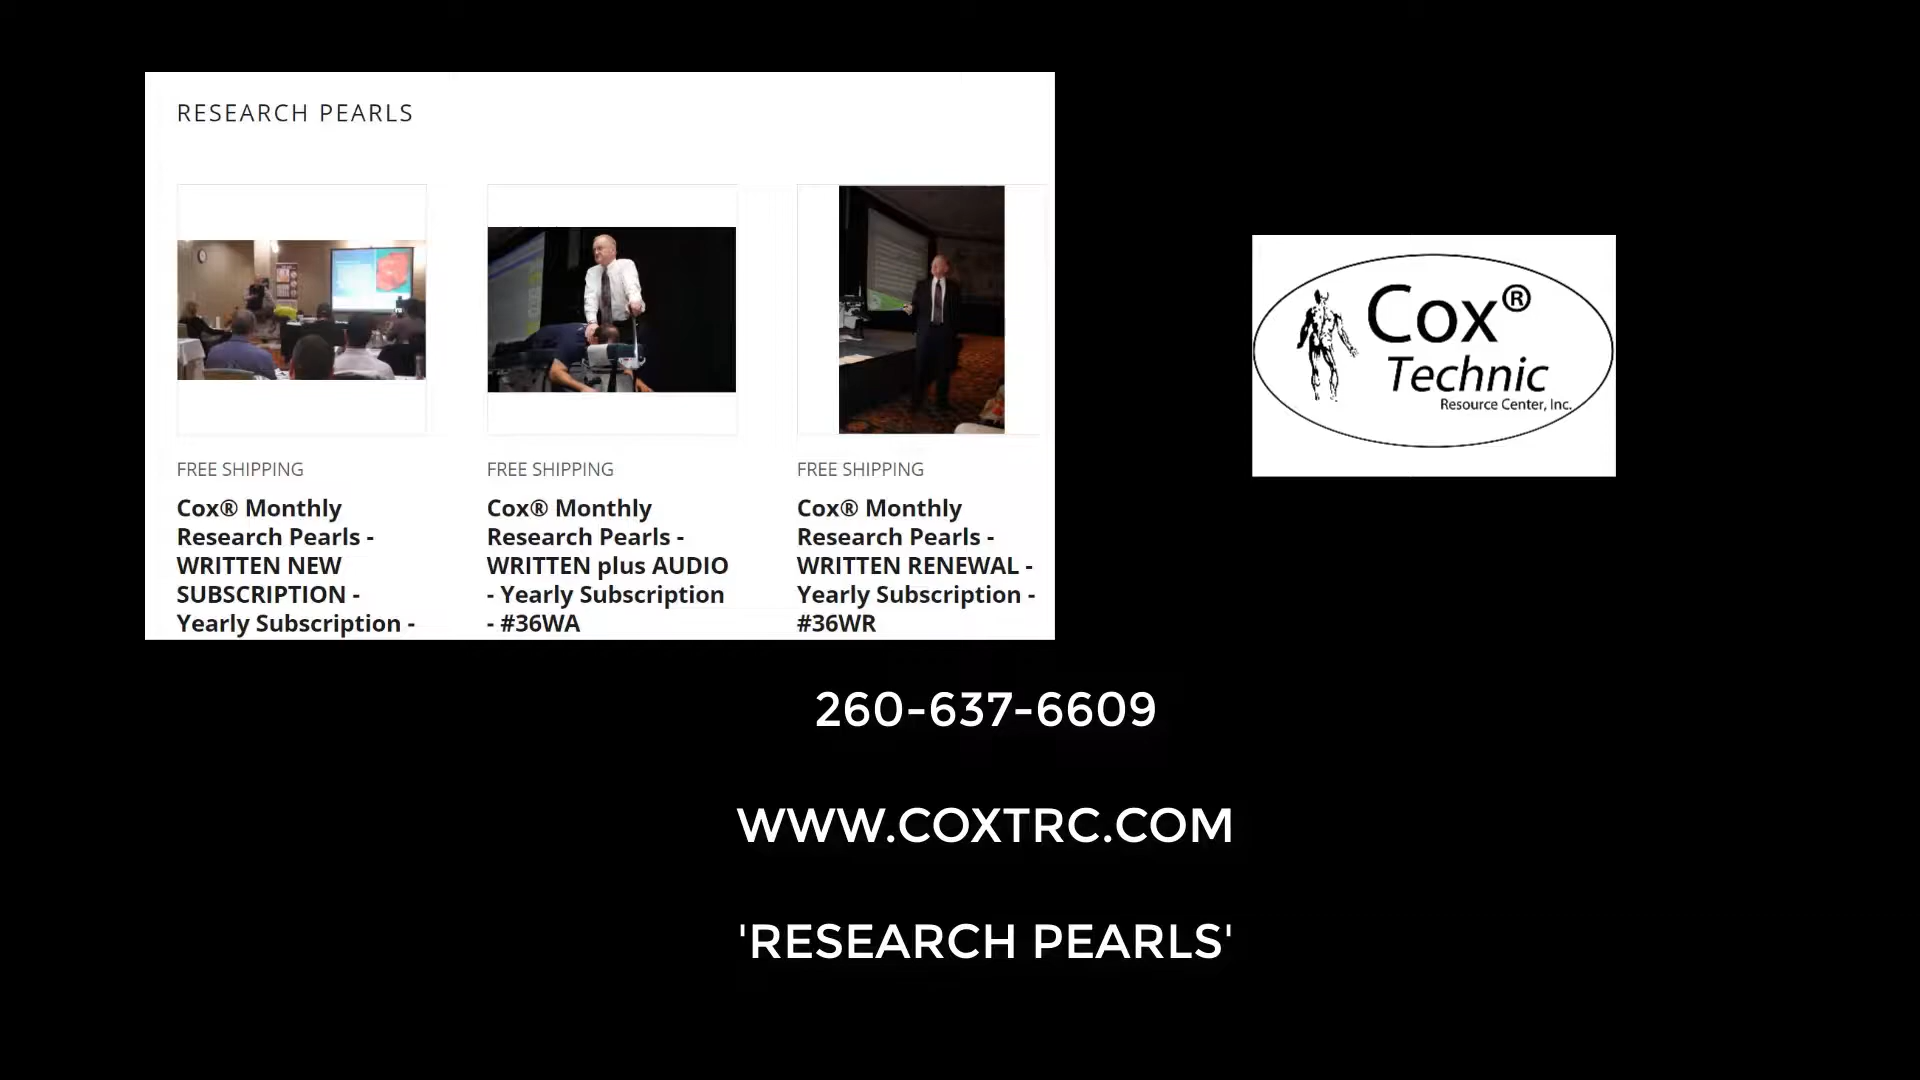 RESEARCH PEARLS
FREE SHIPPING
Cox® Monthly
Research Pearls -
WRITTEN NEW
SUBSCRIPTION -
Yearly Subscription -
FREE SHIPPING
Cox® Monthly
Research Pearls -
WRITTEN plus AUDIO
- Yearly Subscription
- #36WA
FREE SHIPPING
Cox® Monthly
Research Pearls -
WRITTEN RENEWAL -
Yearly Subscription -
#36WR
Cox®
Technic
Resource Center, Inc.
260-637-6609
WWW.COXTRC.COM
'RESEARCH PEARLS'